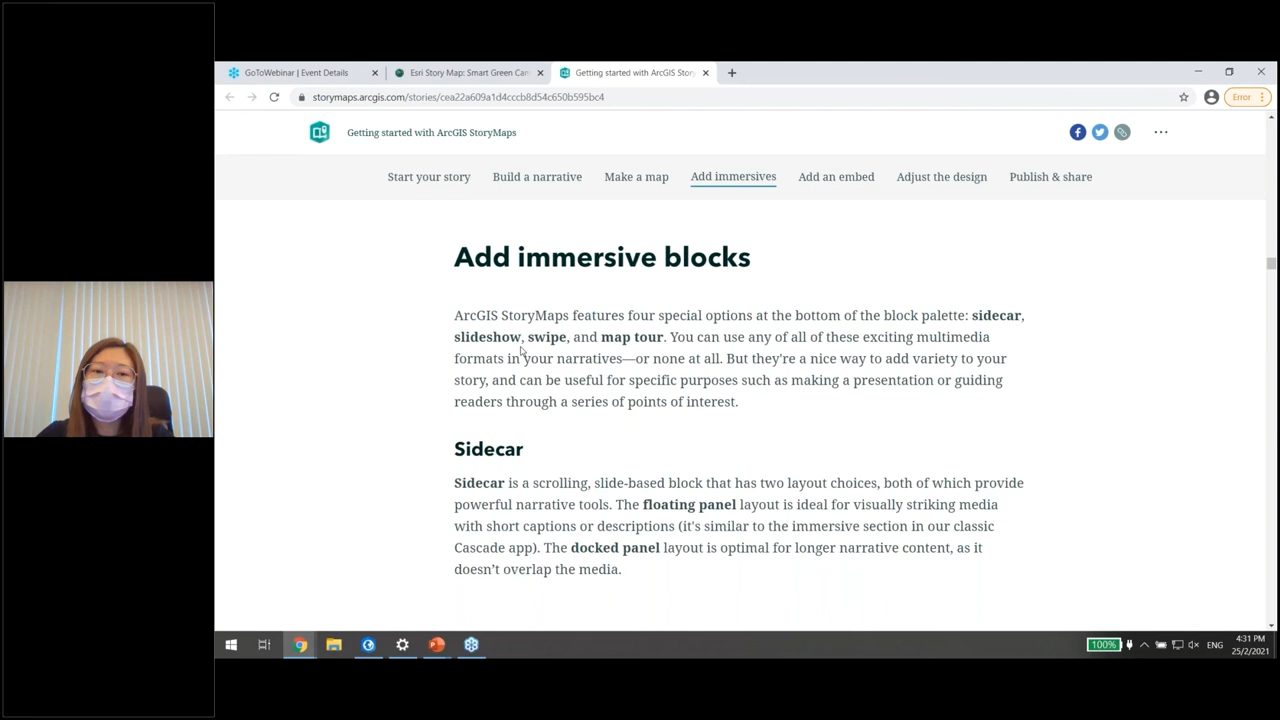 GoToWebinar | Event Details
Esri Story Map: Smart Green Cam
Getting started with ArcGIS Story
storymaps.arcgis.com/stories/cea22a609a1d4cccb8d54c650b595bc4
Error
Getting started with ArcGIS StoryMaps
Start your story
Build a narrative
Make a map
Add immersives
Add an embed
Adjust the design
Publish & share
Add immersive blocks
ArcGIS StoryMaps features four special options at the bottom of the block palette: sidecar,
slideshow, swipe, and map tour. You can use any of all of these exciting multimedia
formats in your narratives—or none at all. But they're a nice way to add variety to your
story, and can be useful for specific purposes such as making a presentation or guiding
readers through a series of points of interest.
Sidecar
Sidecar is a scrolling, slide-based block that has two layout choices, both of which provide
powerful narrative tools. The floating panel layout is ideal for visually striking media
with short captions or descriptions (it's similar to the immersive section in our classic
Cascade app). The docked panel layout is optimal for longer narrative content, as it
doesn't overlap the media.
100%
ENG
4:31 PM
25/2/2021